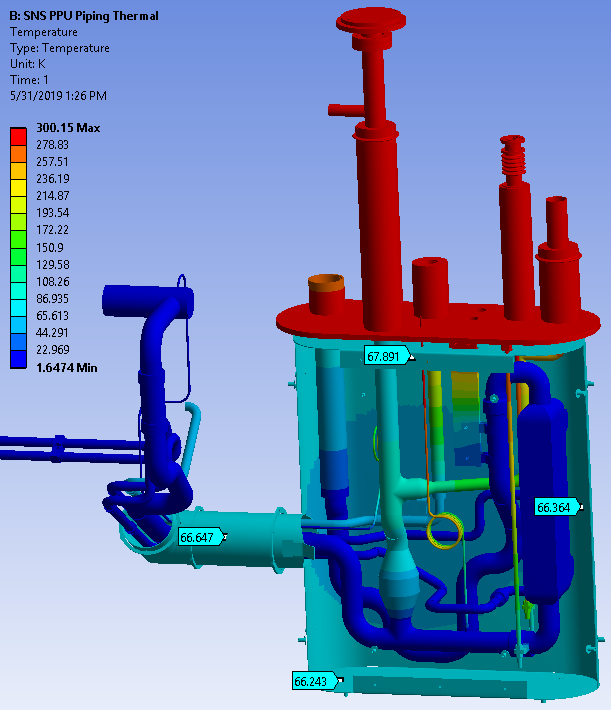 B: SNS PPU Piping Thermal
Temperature
Type: Temperature
Unit: K
Time: 1
5/31/2019 1:26 PM
300.15 Max
278.83
257.51
236.19
214.87
193.54
172.22
150.9
129.58
108.26
86.935
65.613
44.291
22.969
1.6474 Min
67.891
66.364
66.647
66.243